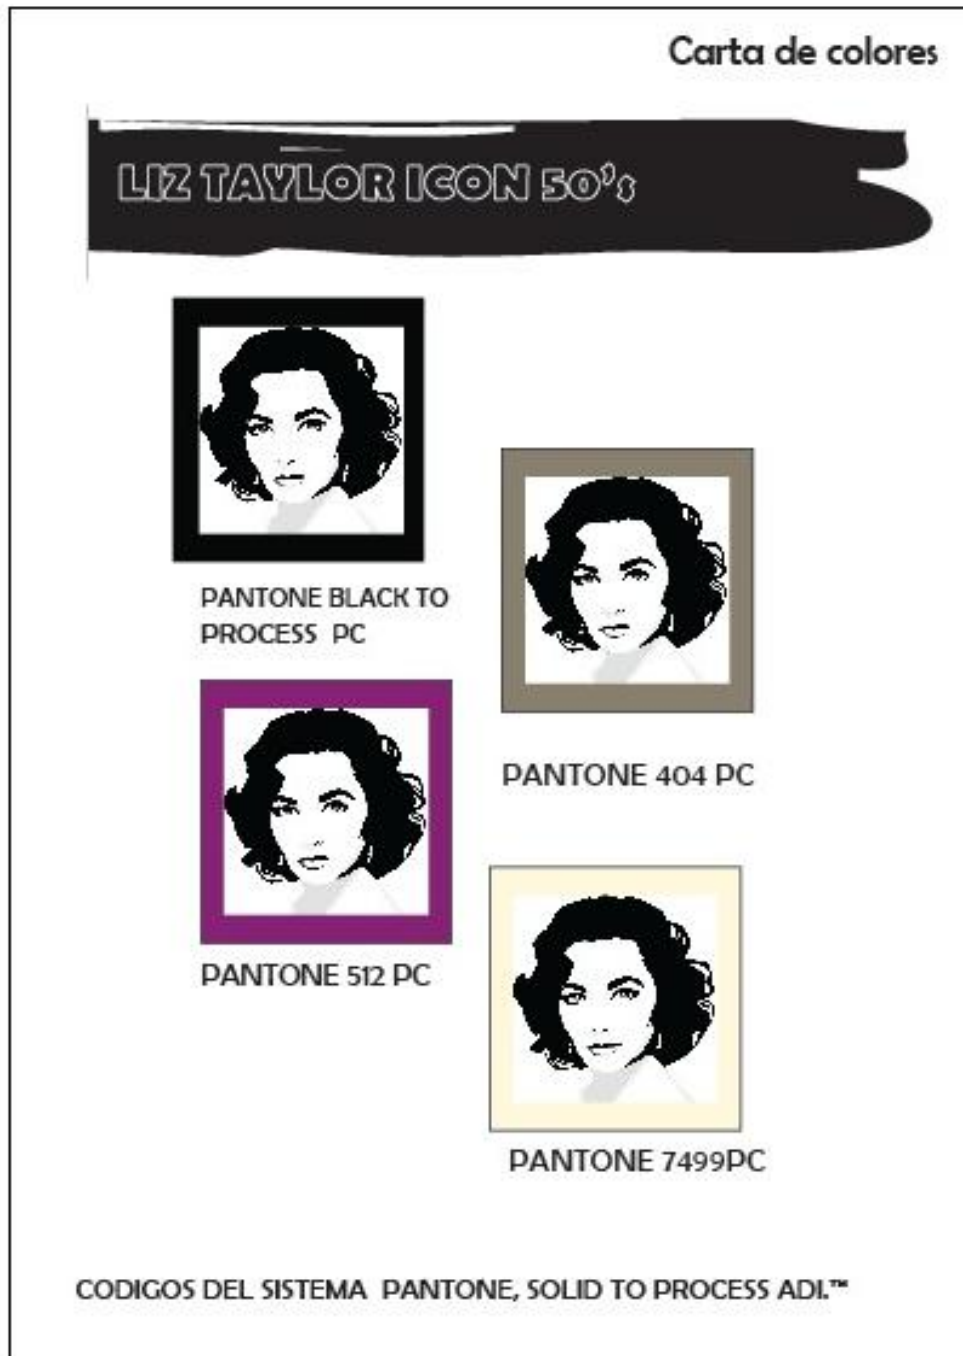 Carta de colores
LIZ TAYLOR ICON 50's
PANTONE BLACK TO
PROCESS PC
PANTONE 404 PC
PANTONE 512 PC
PANTONE 7499PC
CODIGOS DEL SISTEMA PANTONE, SOLID TO PROCESS ADI.™